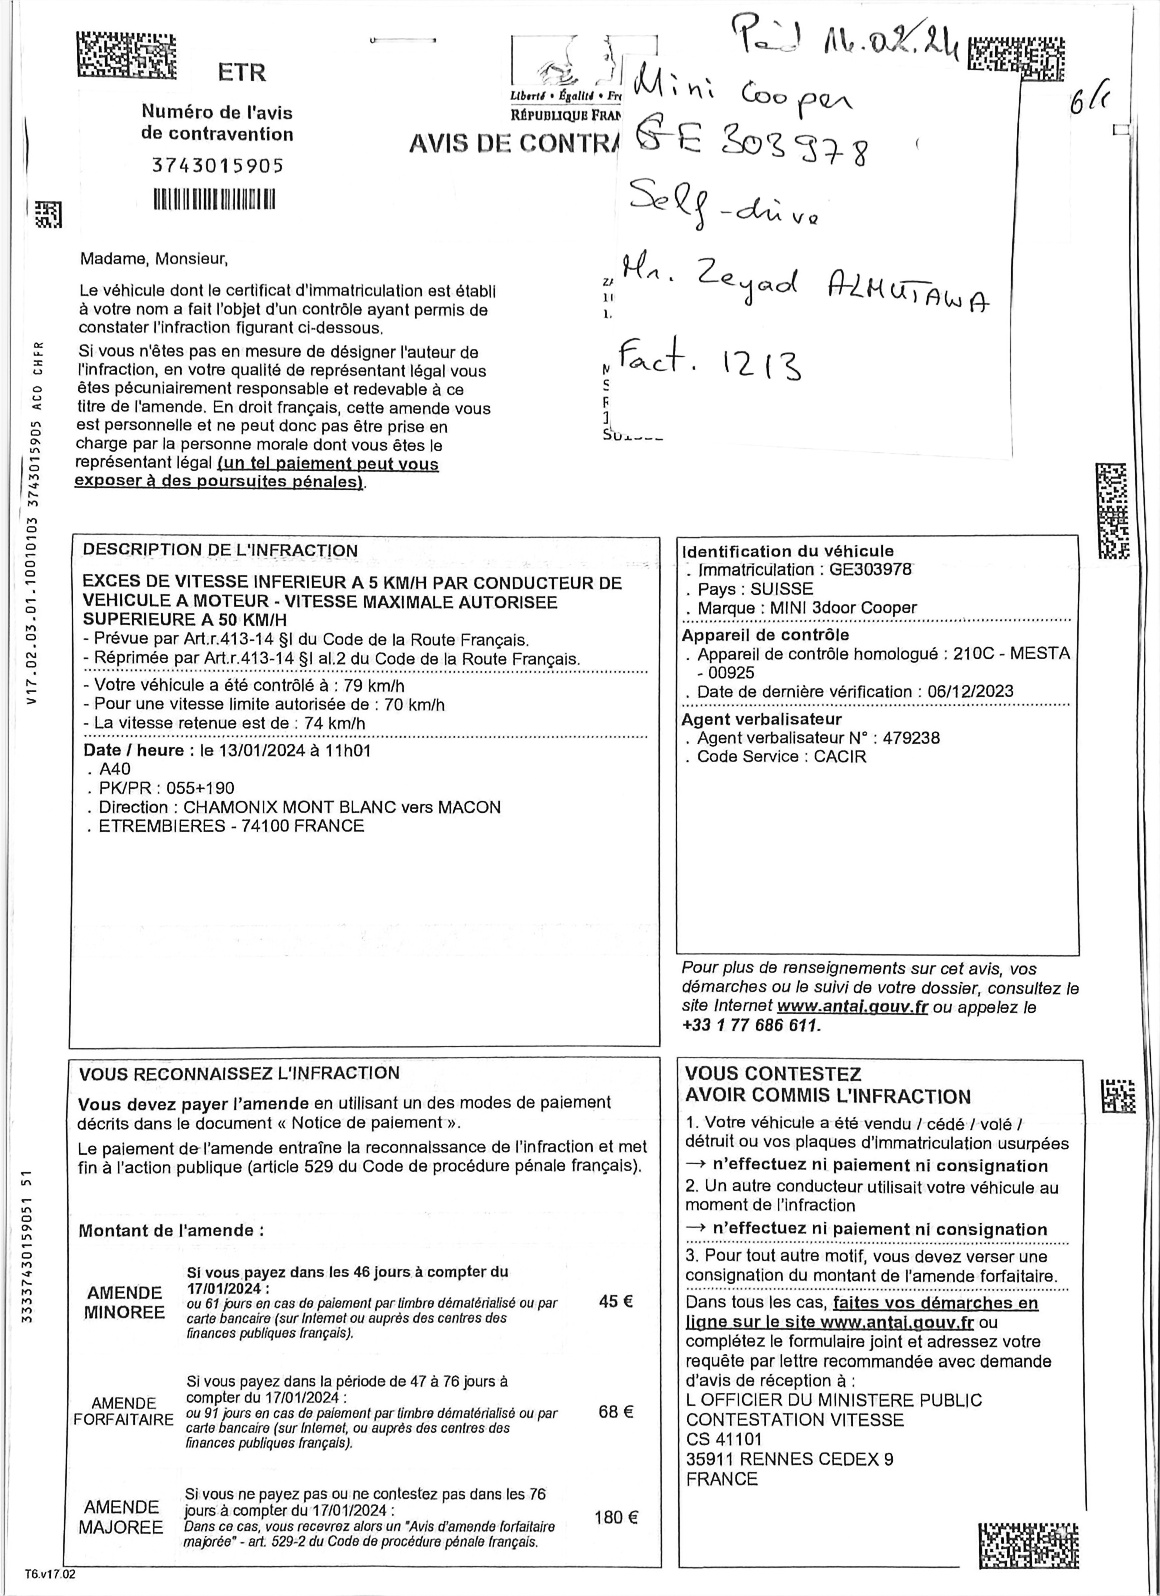 ETR
Numéro de l'avis
de contravention
3743015905
Liberté • Égalité • Fr
RÉPUBLIQUE FRAN
AVIS DE CONTRA
Paid 14.02.24
Mini Cooper
GE 303978
Self-drive
Mr. Zeyad ALMUTAWA
Fact. 1213
6/1
Madame, Monsieur,
Le véhicule dont le certificat d'immatriculation est établi
à votre nom a fait l'objet d'un contrôle ayant permis de
constater l'infraction figurant ci-dessous.
Si vous n'êtes pas en mesure de désigner l'auteur de
l'infraction, en votre qualité de représentant légal vous
êtes pécuniairement responsable et redevable à ce
titre de l'amende. En droit français, cette amende vous
est personnelle et ne peut donc pas être prise en
charge par la personne morale dont vous êtes le
représentant légal (un tel paiement peut vous
exposer à des poursuites pénales).
V17.02.03.01.10010103 3743015905 ACO CHFR
DESCRIPTION DE L'INFRACTION
EXCES DE VITESSE INFERIEUR A 5 KM/H PAR CONDUCTEUR DE
VEHICULE A MOTEUR - VITESSE MAXIMALE AUTORISEE
SUPERIEURE A 50 KM/H
- Prévue par Art.r.413-14 §I du Code de la Route Français.
- Réprimée par Art.r.413-14 §I al.2 du Code de la Route Français.
- Votre véhicule a été contrôlé à : 79 km/h
- Pour une vitesse limite autorisée de : 70 km/h
- La vitesse retenue est de : 74 km/h
Date / heure : le 13/01/2024 à 11h01
. A40
. PK/PR : 055+190
. Direction : CHAMONIX MONT BLANC vers MACON
. ETREMBIERES - 74100 FRANCE
Identification du véhicule
. Immatriculation : GE303978
. Pays : SUISSE
. Marque : MINI 3door Cooper
Appareil de contrôle
. Appareil de contrôle homologué : 210C - MESTA
- 00925
. Date de dernière vérification : 06/12/2023
Agent verbalisateur
. Agent verbalisateur N° : 479238
. Code Service : CACIR
Pour plus de renseignements sur cet avis, vos
démarches ou le suivi de votre dossier, consultez le
site Internet www.antai.gouv.fr ou appelez le
+33 1 77 686 611.
VOUS RECONNAISSEZ L'INFRACTION
Vous devez payer l'amende en utilisant un des modes de paiement
décrits dans le document « Notice de paiement ».
Le paiement de l'amende entraîne la reconnaissance de l'infraction et met
fin à l'action publique (article 529 du Code de procédure pénale français).
Montant de l'amende :
AMENDE
MINOREE
Si vous payez dans les 46 jours à compter du
17/01/2024 :
ou 61 jours en cas de paiement par timbre dématérialisé ou par
carte bancaire (sur Internet ou auprès des centres des
finances publiques français).
45 €
AMENDE
FORFAITAIRE
Si vous payez dans la période de 47 à 76 jours à
compter du 17/01/2024 :
ou 91 jours en cas de paiement par timbre dématérialisé ou par
carte bancaire (sur Internet, ou auprès des centres des
finances publiques français).
68 €
AMENDE
MAJOREE
Si vous ne payez pas ou ne contestez pas dans les 76
jours à compter du 17/01/2024 :
Dans ce cas, vous recevrez alors un "Avis d'amende forfaitaire
majorée" - art. 529-2 du Code de procédure pénale français.
180 €
VOUS CONTESTEZ
AVOIR COMMIS L'INFRACTION
1. Votre véhicule a été vendu / cédé / volé /
détruit ou vos plaques d'immatriculation usurpées
→ n'effectuez ni paiement ni consignation
2. Un autre conducteur utilisait votre véhicule au
moment de l'infraction
→ n'effectuez ni paiement ni consignation
3. Pour tout autre motif, vous devez verser une
consignation du montant de l'amende forfaitaire.
Dans tous les cas, faites vos démarches en
ligne sur le site www.antai.gouv.fr ou
complétez le formulaire joint et adressez votre
requête par lettre recommandée avec demande
d'avis de réception à :
L OFFICIER DU MINISTERE PUBLIC
CONTESTATION VITESSE
CS 41101
35911 RENNES CEDEX 9
FRANCE
33337430159051 51
T6.v17.02